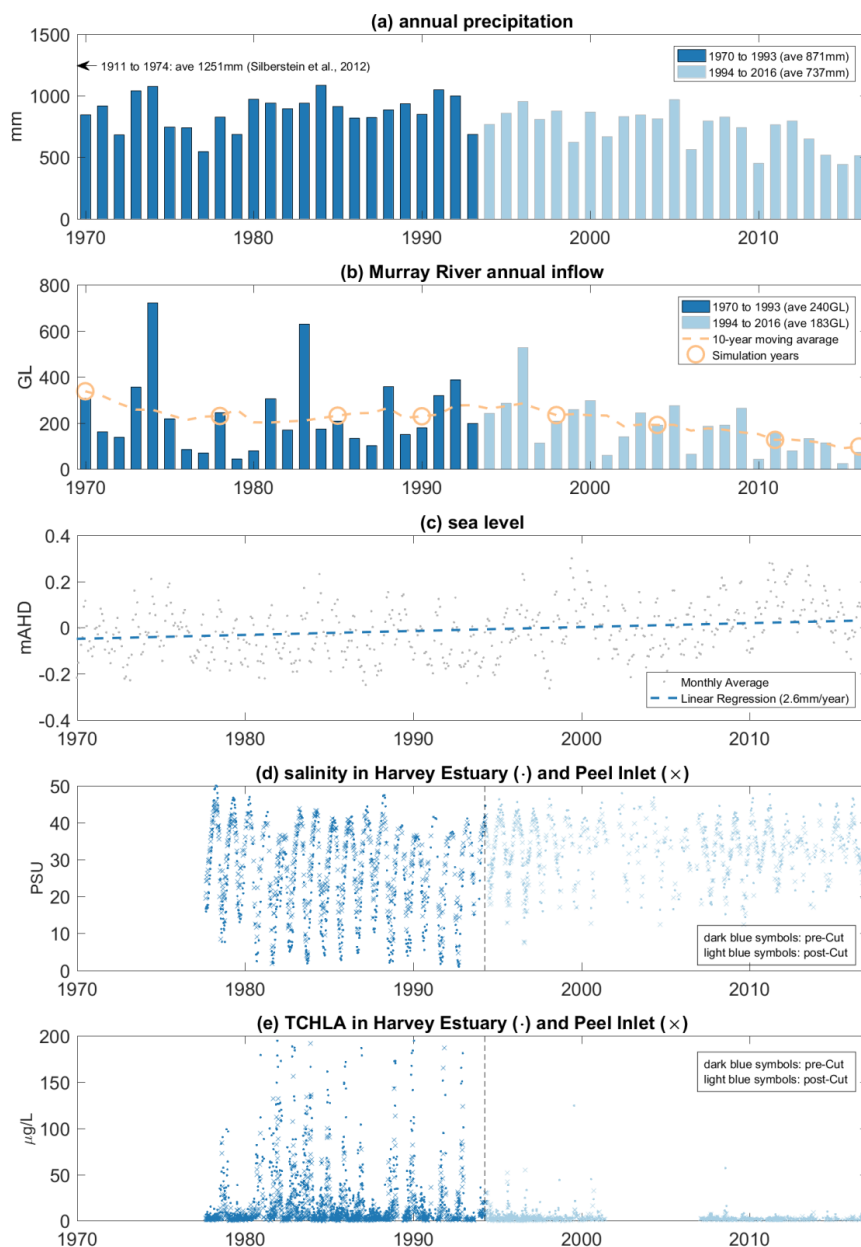 (a) annual precipitation
1500
1000
500
0
mm
1911 to 1974: ave 1251mm (Silberstein et al., 2012)
1970 to 1993 (ave 871mm)
1994 to 2016 (ave 737mm)
1970 1980 1990 2000 2010
(b) Murray River annual inflow
800
600
400
200
0
GL
1970 to 1993 (ave 240GL)
1994 to 2016 (ave 183GL)
10-year moving avarage
Simulation years
1970 1980 1990 2000 2010
(c) sea level
0.4
0.2
0
-0.2
-0.4
mAHD
Monthly Average
Linear Regression (2.6mm/year)
1970 1980 1990 2000 2010
(d) salinity in Harvey Estuary (·) and Peel Inlet (×)
50
40
30
20
10
0
PSU
dark blue symbols: pre-Cut
light blue symbols: post-Cut
1970 1980 1990 2000 2010
(e) TCHLA in Harvey Estuary (·) and Peel Inlet (×)
200
150
100
50
0
μg/L
dark blue symbols: pre-Cut
light blue symbols: post-Cut
1970 1980 1990 2000 2010